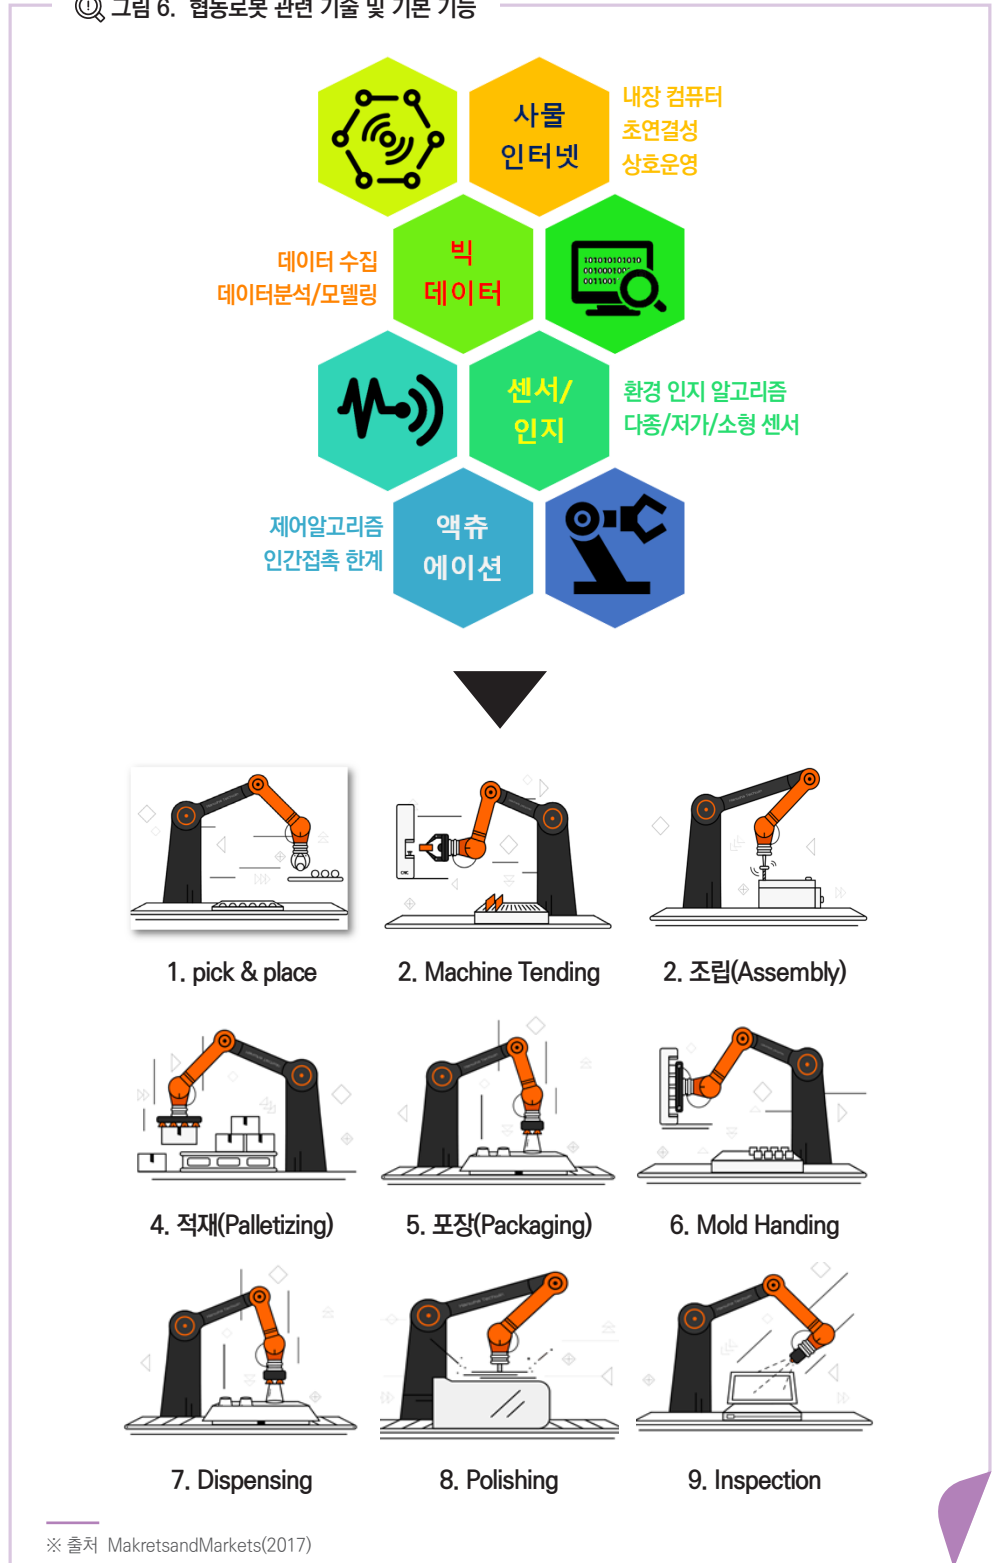 그림 6. 협동로봇 관련 기술 및 기본 기능
사물
인터넷
내장 컴퓨터
초연결성
상호운영
데이터 수집
데이터분석/모델링
빅
데이터
101010101010
센서/
인지
환경 인지 알고리즘
다종/저가/소형 센서
제어알고리즘
인간접촉 한계
액츄
에이션
CNC
1. pick & place
2. Machine Tending
2. 조립(Assembly)
4. 적재(Palletizing)
5. 포장(Packaging)
6. Mold Handing
7. Dispensing
8. Polishing
9. Inspection
※ 출처 MakretsandMarkets(2017)